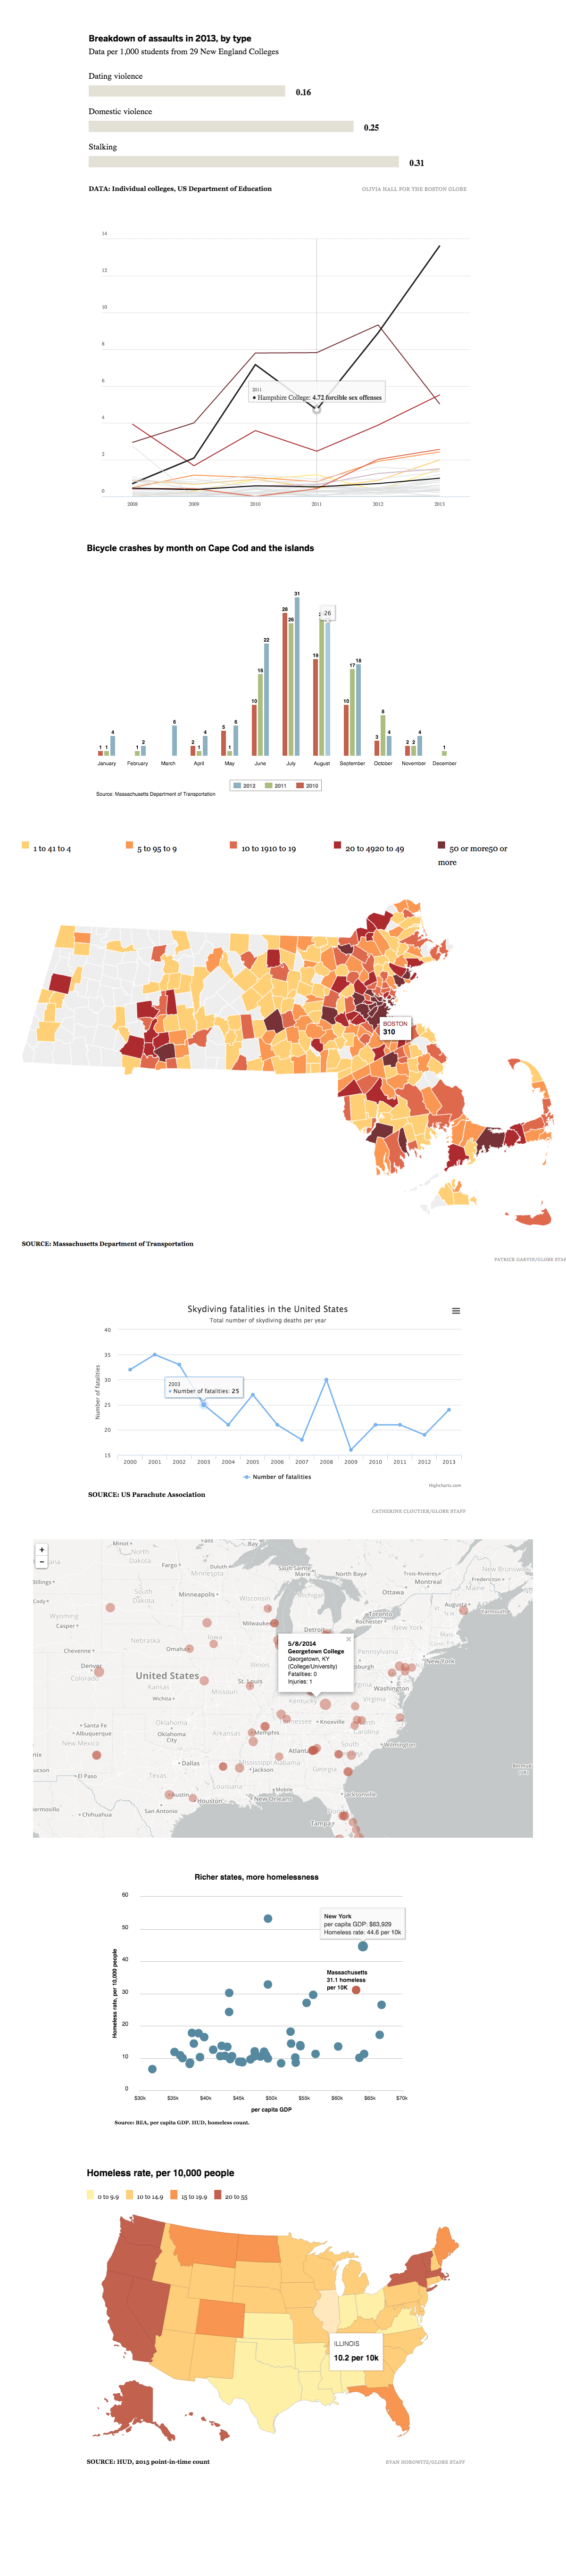 Breakdown of assaults in 2013, by type
Data per 1,000 students from 29 New England Colleges
Dating violence
0.16
Domestic violence
0.25
Stalking
0.31
DATA: Individual colleges, US Department of Education
OLIVIA HALL FOR THE BOSTON GLOBE
14
12
10
8
6
4
2
0
2011
Hampshire College: 4.72 forcible sex offenses
2008 2009 2010 2011 2012 2013
Bicycle crashes by month on Cape Cod and the islands
1 1 4
1 2
6
2 1 4
5 1 6
10 16 22
28 26 31
19 26
10 17 18
3 8 4
2 2 4
1
January February March April May June July August September October November December
2012 2011 2010
Source: Massachusetts Department of Transportation
1 to 41 to 4
5 to 95 to 9
10 to 1910 to 19
20 to 4920 to 49
50 or more50 or
more
BOSTON
310
SOURCE: Massachusetts Department of Transportation
PATRICK GARVIN/GLOBE STAF
Skydiving fatalities in the United States
Total number of skydiving deaths per year
Number of fatalities
40
35
30
25
20
15
2003
Number of fatalities: 25
2000 2001 2002 2003 2004 2005 2006 2007 2008 2009 2010 2011 2012 2013
Number of fatalities
Highcharts.com
SOURCE: US Parachute Association
CATHERINE CLOUTIER/GLOBE STAFF
+
−
Minot
North
Dakota
Fargo
Duluth
Sault Sainte
Marie
North Bay
Bay
Trois-Rivières
Montreal
New Brunsw
Fredericton
Billings
Minnesota
Ottawa
Maine
Cody
South
Dakota
Minneapolis
Wisconsin
Michigan
Toronto
Rochester
New York
Augusta
Yarmouth
Wyoming
Casper
Milwaukee
Detroit
Nebraska
Iowa
Omaha
Cheyenne
Denver
Colorado
United States
Illinois
Kansas
Wichita
Missouri
St. Louis
Pennsylvania
New York
Washington
5/8/2014
Georgetown College
Georgetown, KY
(College/University)
Fatalities: 0
Injuries: 1
×
Kentucky
Virginia
Santa Fe
Albuquerque
New Mexico
Oklahoma
Oklahoma
City
Arkansas
Memphis
Knoxville
Wilmington
Mississippi
Alabama
Atlanta
Georgia
South
El Paso
Dallas
Texas
Jackson
Louisiana
Mobile
Jacksonville
Austin
Houston
San Antonio
New Orleans
Chihuahua
Tampa
Richer states, more homelessness
Homeless rate, per 10,000 people
60
50
40
30
20
10
0
New York
per capita GDP: $63,929
Homeless rate: 44.6 per 10k
Massachusetts
31.1 homeless
per 10K
$30k $35k $40k $45k $50k $55k $60k $65k $70k
per capita GDP
Source: BEA, per capita GDP. HUD, homeless count.
Homeless rate, per 10,000 people
0 to 9.9
10 to 14.9
15 to 19.9
20 to 55
ILLINOIS
10.2 per 10k
SOURCE: HUD, 2013 point-in-time count
EVAN HOROWITZ/GLOBE STAFF